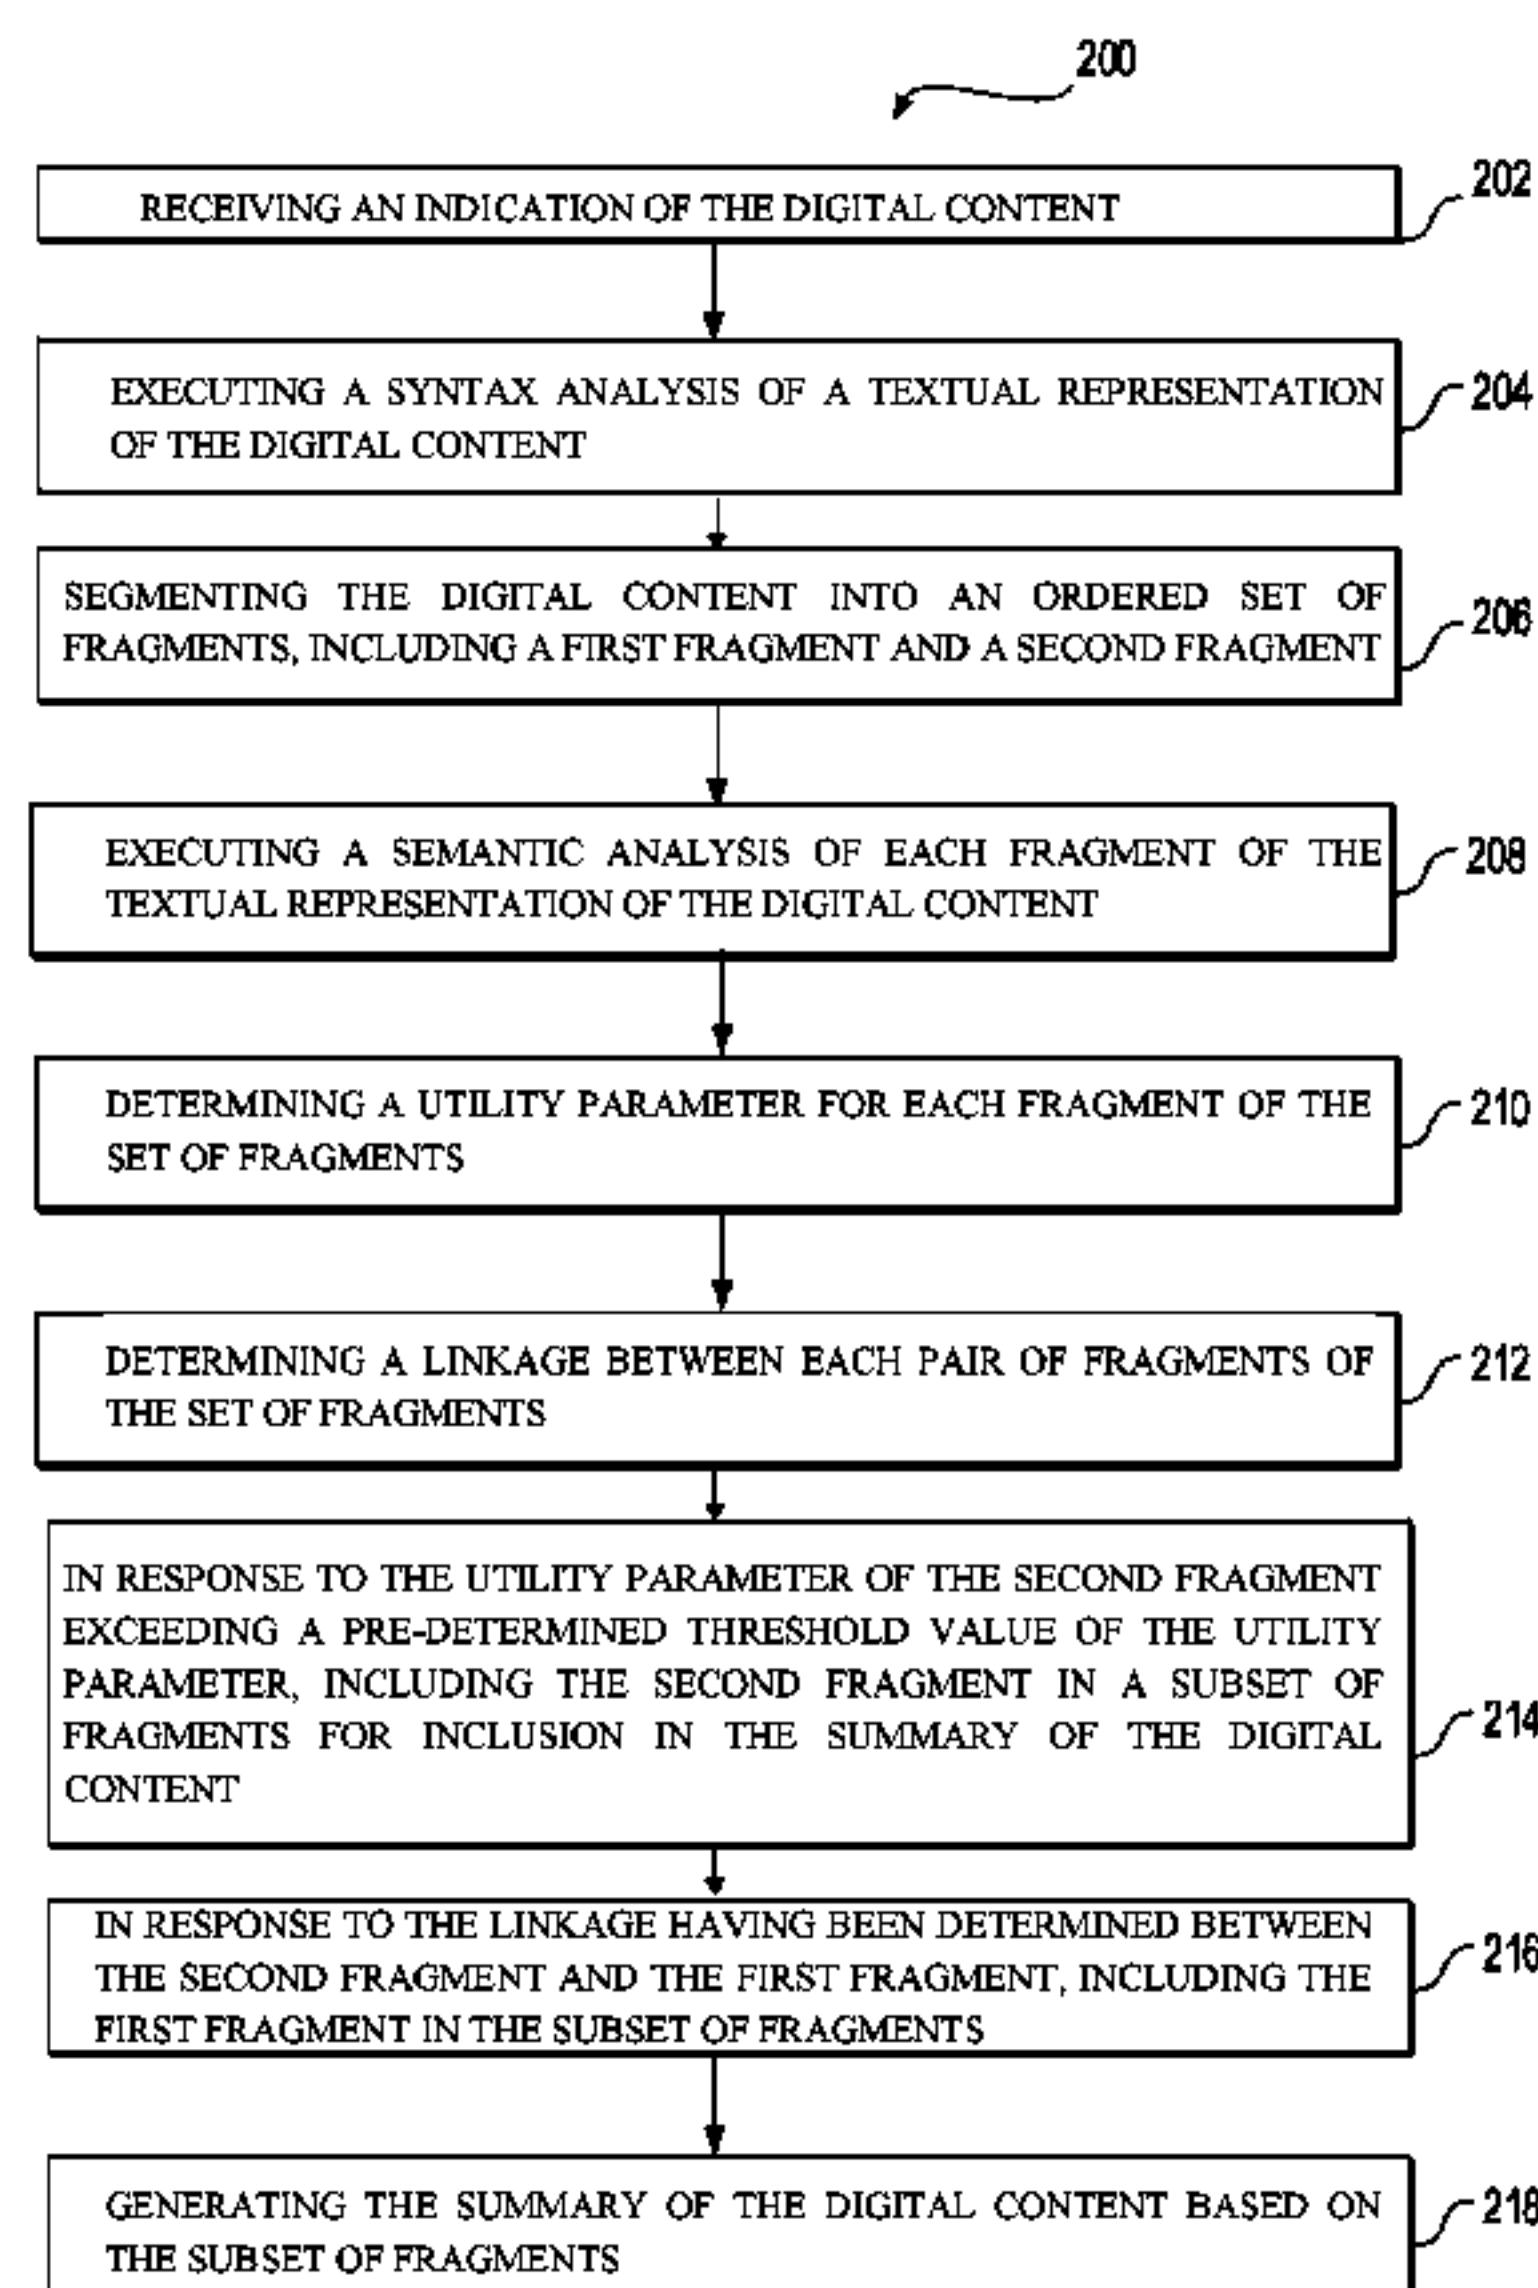 200
RECEIVING AN INDICATION OF THE DIGITAL CONTENT
202
EXECUTING A SYNTAX ANALYSIS OF A TEXTUAL REPRESENTATION
OF THE DIGITAL CONTENT
204
SEGMENTING THE DIGITAL CONTENT INTO AN ORDERED SET OF
FRAGMENTS, INCLUDING A FIRST FRAGMENT AND A SECOND FRAGMENT
206
EXECUTING A SEMANTIC ANALYSIS OF EACH FRAGMENT OF THE
TEXTUAL REPRESENTATION OF THE DIGITAL CONTENT
208
DETERMINING A UTILITY PARAMETER FOR EACH FRAGMENT OF THE
SET OF FRAGMENTS
210
DETERMINING A LINKAGE BETWEEN EACH PAIR OF FRAGMENTS OF
THE SET OF FRAGMENTS
212
IN RESPONSE TO THE UTILITY PARAMETER OF THE SECOND FRAGMENT
EXCEEDING A PRE-DETERMINED THRESHOLD VALUE OF THE UTILITY
PARAMETER, INCLUDING THE SECOND FRAGMENT IN A SUBSET OF
FRAGMENTS FOR INCLUSION IN THE SUMMARY OF THE DIGITAL
CONTENT
214
IN RESPONSE TO THE LINKAGE HAVING BEEN DETERMINED BETWEEN
THE SECOND FRAGMENT AND THE FIRST FRAGMENT, INCLUDING THE
FIRST FRAGMENT IN THE SUBSET OF FRAGMENTS
216
GENERATING THE SUMMARY OF THE DIGITAL CONTENT BASED ON
THE SUBSET OF FRAGMENTS
218